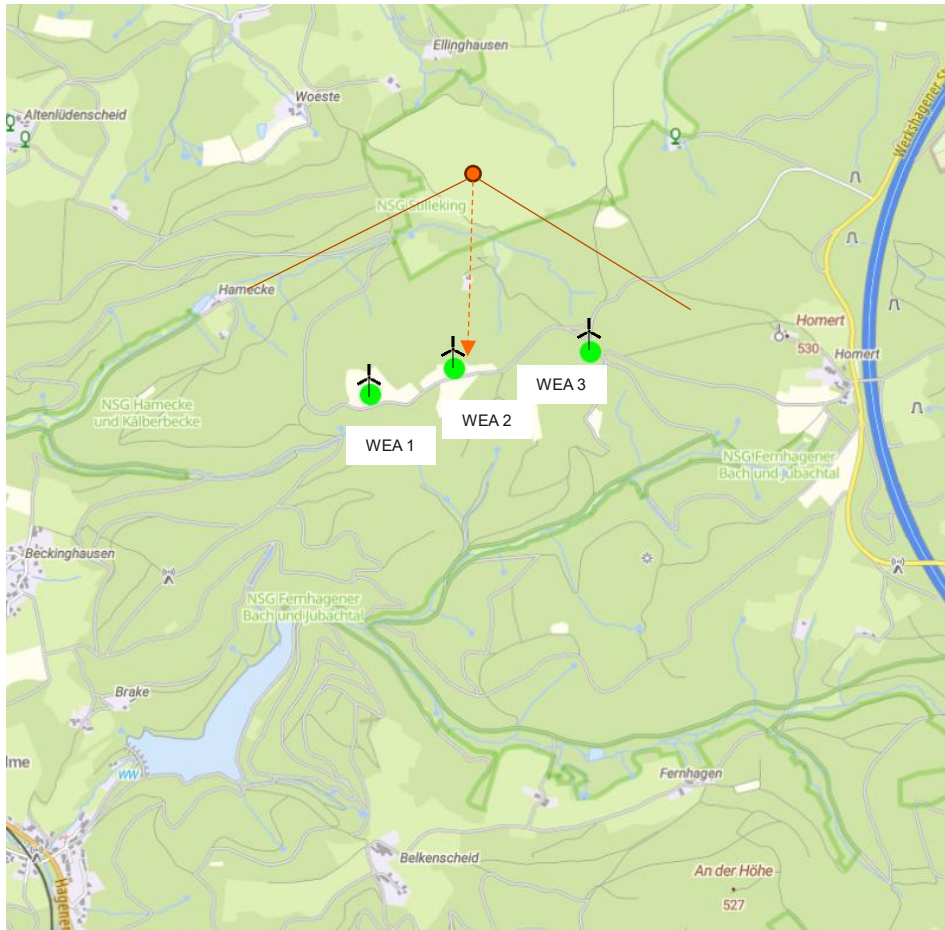 Ellinghausen
Woeste
Altenlüdenscheid
Werkshagener St
NSG Stilleking
Hamecke
Homert
530
Homert
WEA 3
WEA 2
WEA 1
NSG Hamecke
und Kälberbecke
NSG Fernhagener
Bach und Jubachtal
Beckinghausen
NSG Fernhagener
Bach und Jubachtal
Brake
lme
WW
Fernhagen
Belkenscheid
An der Höhe
527
Hagener